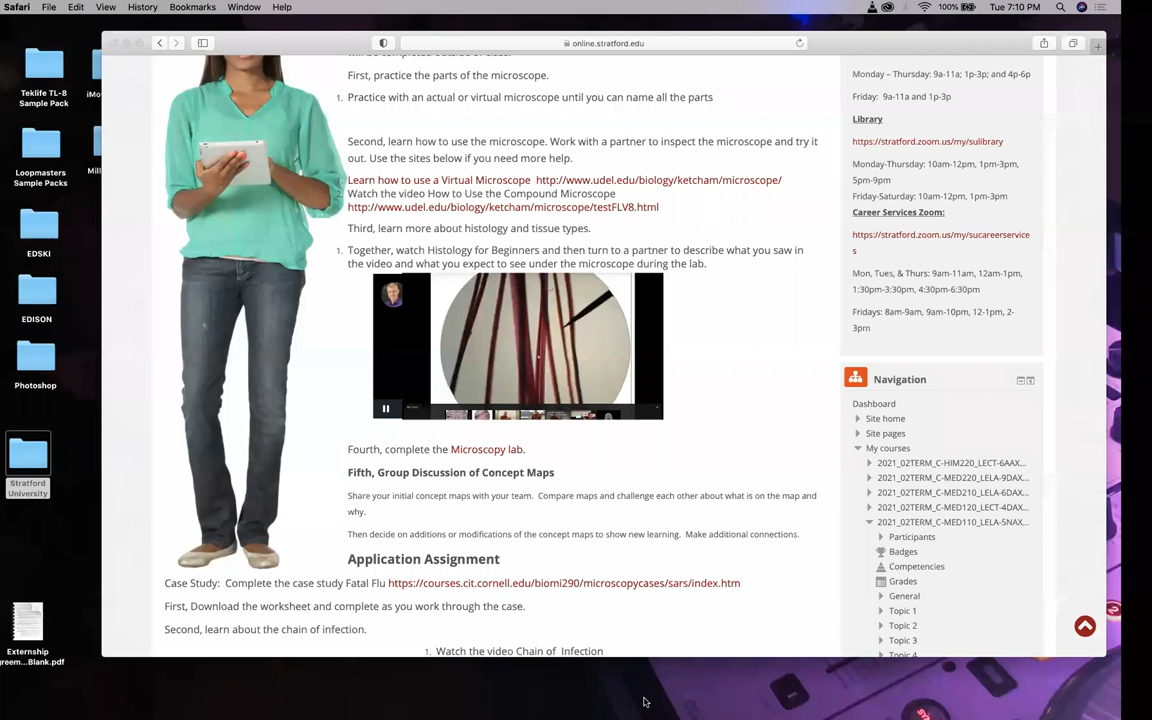 Safari File Edit View History Bookmarks Window Help 100% Tue 7:10 PM
online.stratford.edu
Teklife TL-8
Sample Pack
Loopmasters
Sample Packs
EDSKI
EDISON
Photoshop
Stratford
University
Externship
greem...Blank.pdf
First, practice the parts of the microscope.
1. Practice with an actual or virtual microscope until you can name all the parts
Second, learn how to use the microscope. Work with a partner to inspect the microscope and try it
out. Use the sites below if you need more help.
Learn how to use a Virtual Microscope http://www.udel.edu/biology/ketcham/microscope/
Watch the video How to Use the Compound Microscope
http://www.udel.edu/biology/ketcham/microscope/testFLV8.html
Third, learn more about histology and tissue types.
1. Together, watch Histology for Beginners and then turn to a partner to describe what you saw in
the video and what you expect to see under the microscope during the lab.
Fourth, complete the Microscopy lab.
Fifth, Group Discussion of Concept Maps
Share your initial concept maps with your team. Compare maps and challenge each other about what is on the map and
why.
Then decide on additions or modifications of the concept maps to show new learning. Make additional connections.
Application Assignment
Case Study: Complete the case study Fatal Flu https://courses.cit.cornell.edu/biomi290/microscopycases/sars/index.htm
First, Download the worksheet and complete as you work through the case.
Second, learn about the chain of infection.
1. Watch the video Chain of Infection
Monday – Thursday: 9a-11a; 1p-3p; and 4p-6p
Friday: 9a-11a and 1p-3p
Library
https://stratford.zoom.us/my/sulibrary
Monday-Thursday: 10am-12pm, 1pm-3pm,
5pm-9pm
Friday-Saturday: 10am-12pm, 1pm-3pm
Career Services Zoom:
https://stratford.zoom.us/my/sucareerservice
s
Mon, Tues, & Thurs: 9am-11am, 12am-1pm,
1:30pm-3:30pm, 4:30pm-6:30pm
Fridays: 8am-9am, 9am-10pm, 12-1pm, 2-
3pm
Navigation
Dashboard
Site home
Site pages
My courses
2021_02TERM_C-HIM220_LECT-6AAX...
2021_02TERM_C-MED220_LELA-9DAX...
2021_02TERM_C-MED210_LELA-6DAX...
2021_02TERM_C-MED120_LECT-4DAX...
2021_02TERM_C-MED110_LELA-5NAX...
Participants
Badges
Competencies
Grades
General
Topic 1
Topic 2
Topic 3
Topic 4